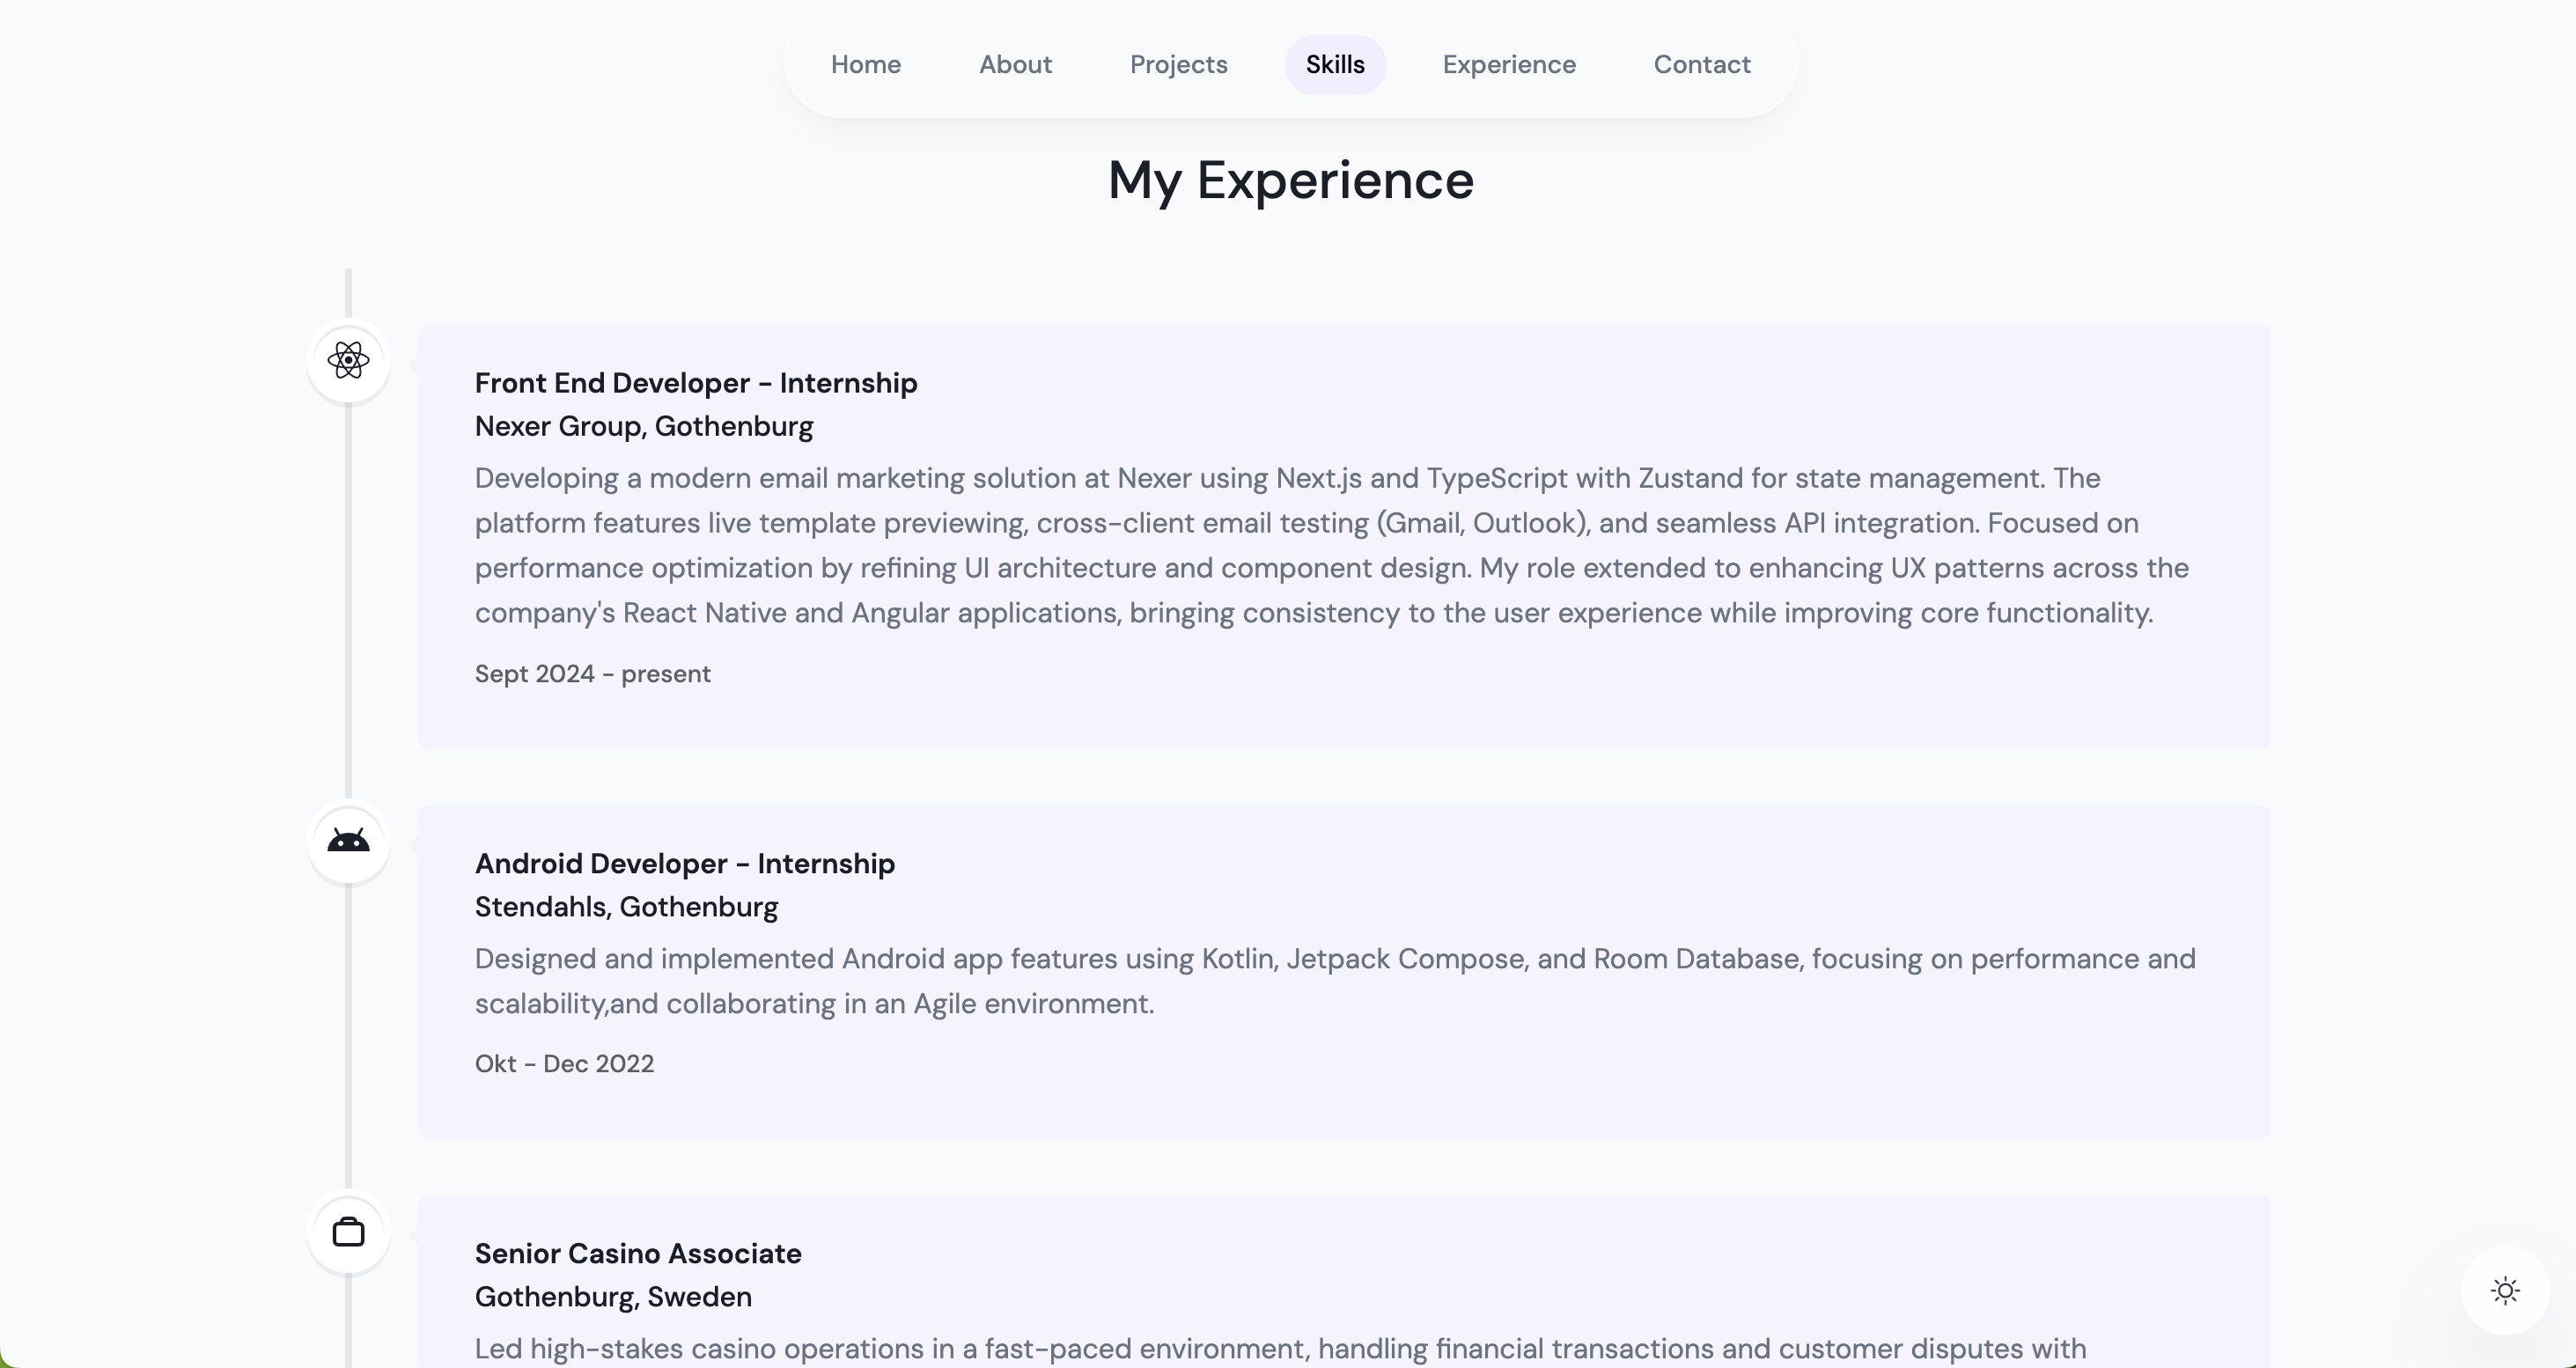 Home About Projects Skills Experience Contact
My Experience
Front End Developer - Internship
Nexer Group, Gothenburg
Developing a modern email marketing solution at Nexer using Next.js and TypeScript with Zustand for state management. The
platform features live template previewing, cross-client email testing (Gmail, Outlook), and seamless API integration. Focused on
performance optimization by refining UI architecture and component design. My role extended to enhancing UX patterns across the
company's React Native and Angular applications, bringing consistency to the user experience while improving core functionality.
Sept 2024 - present
Android Developer - Internship
Stendahls, Gothenburg
Designed and implemented Android app features using Kotlin, Jetpack Compose, and Room Database, focusing on performance and
scalability,and collaborating in an Agile environment.
Okt - Dec 2022
Senior Casino Associate
Gothenburg, Sweden
Led high-stakes casino operations in a fast-paced environment, handling financial transactions and customer disputes with